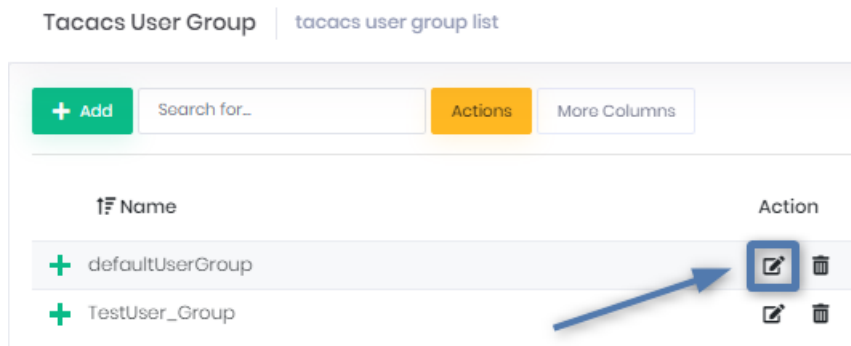 Tacacs User Group tacacs user group list
Add Search for... Actions More Columns
Name Action
defaultUserGroup
TestUser_Group